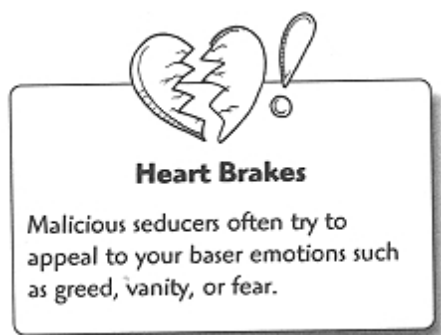 Heart Brakes
Malicious seducers often try to
appeal to your baser emotions such
as greed, vanity, or fear.